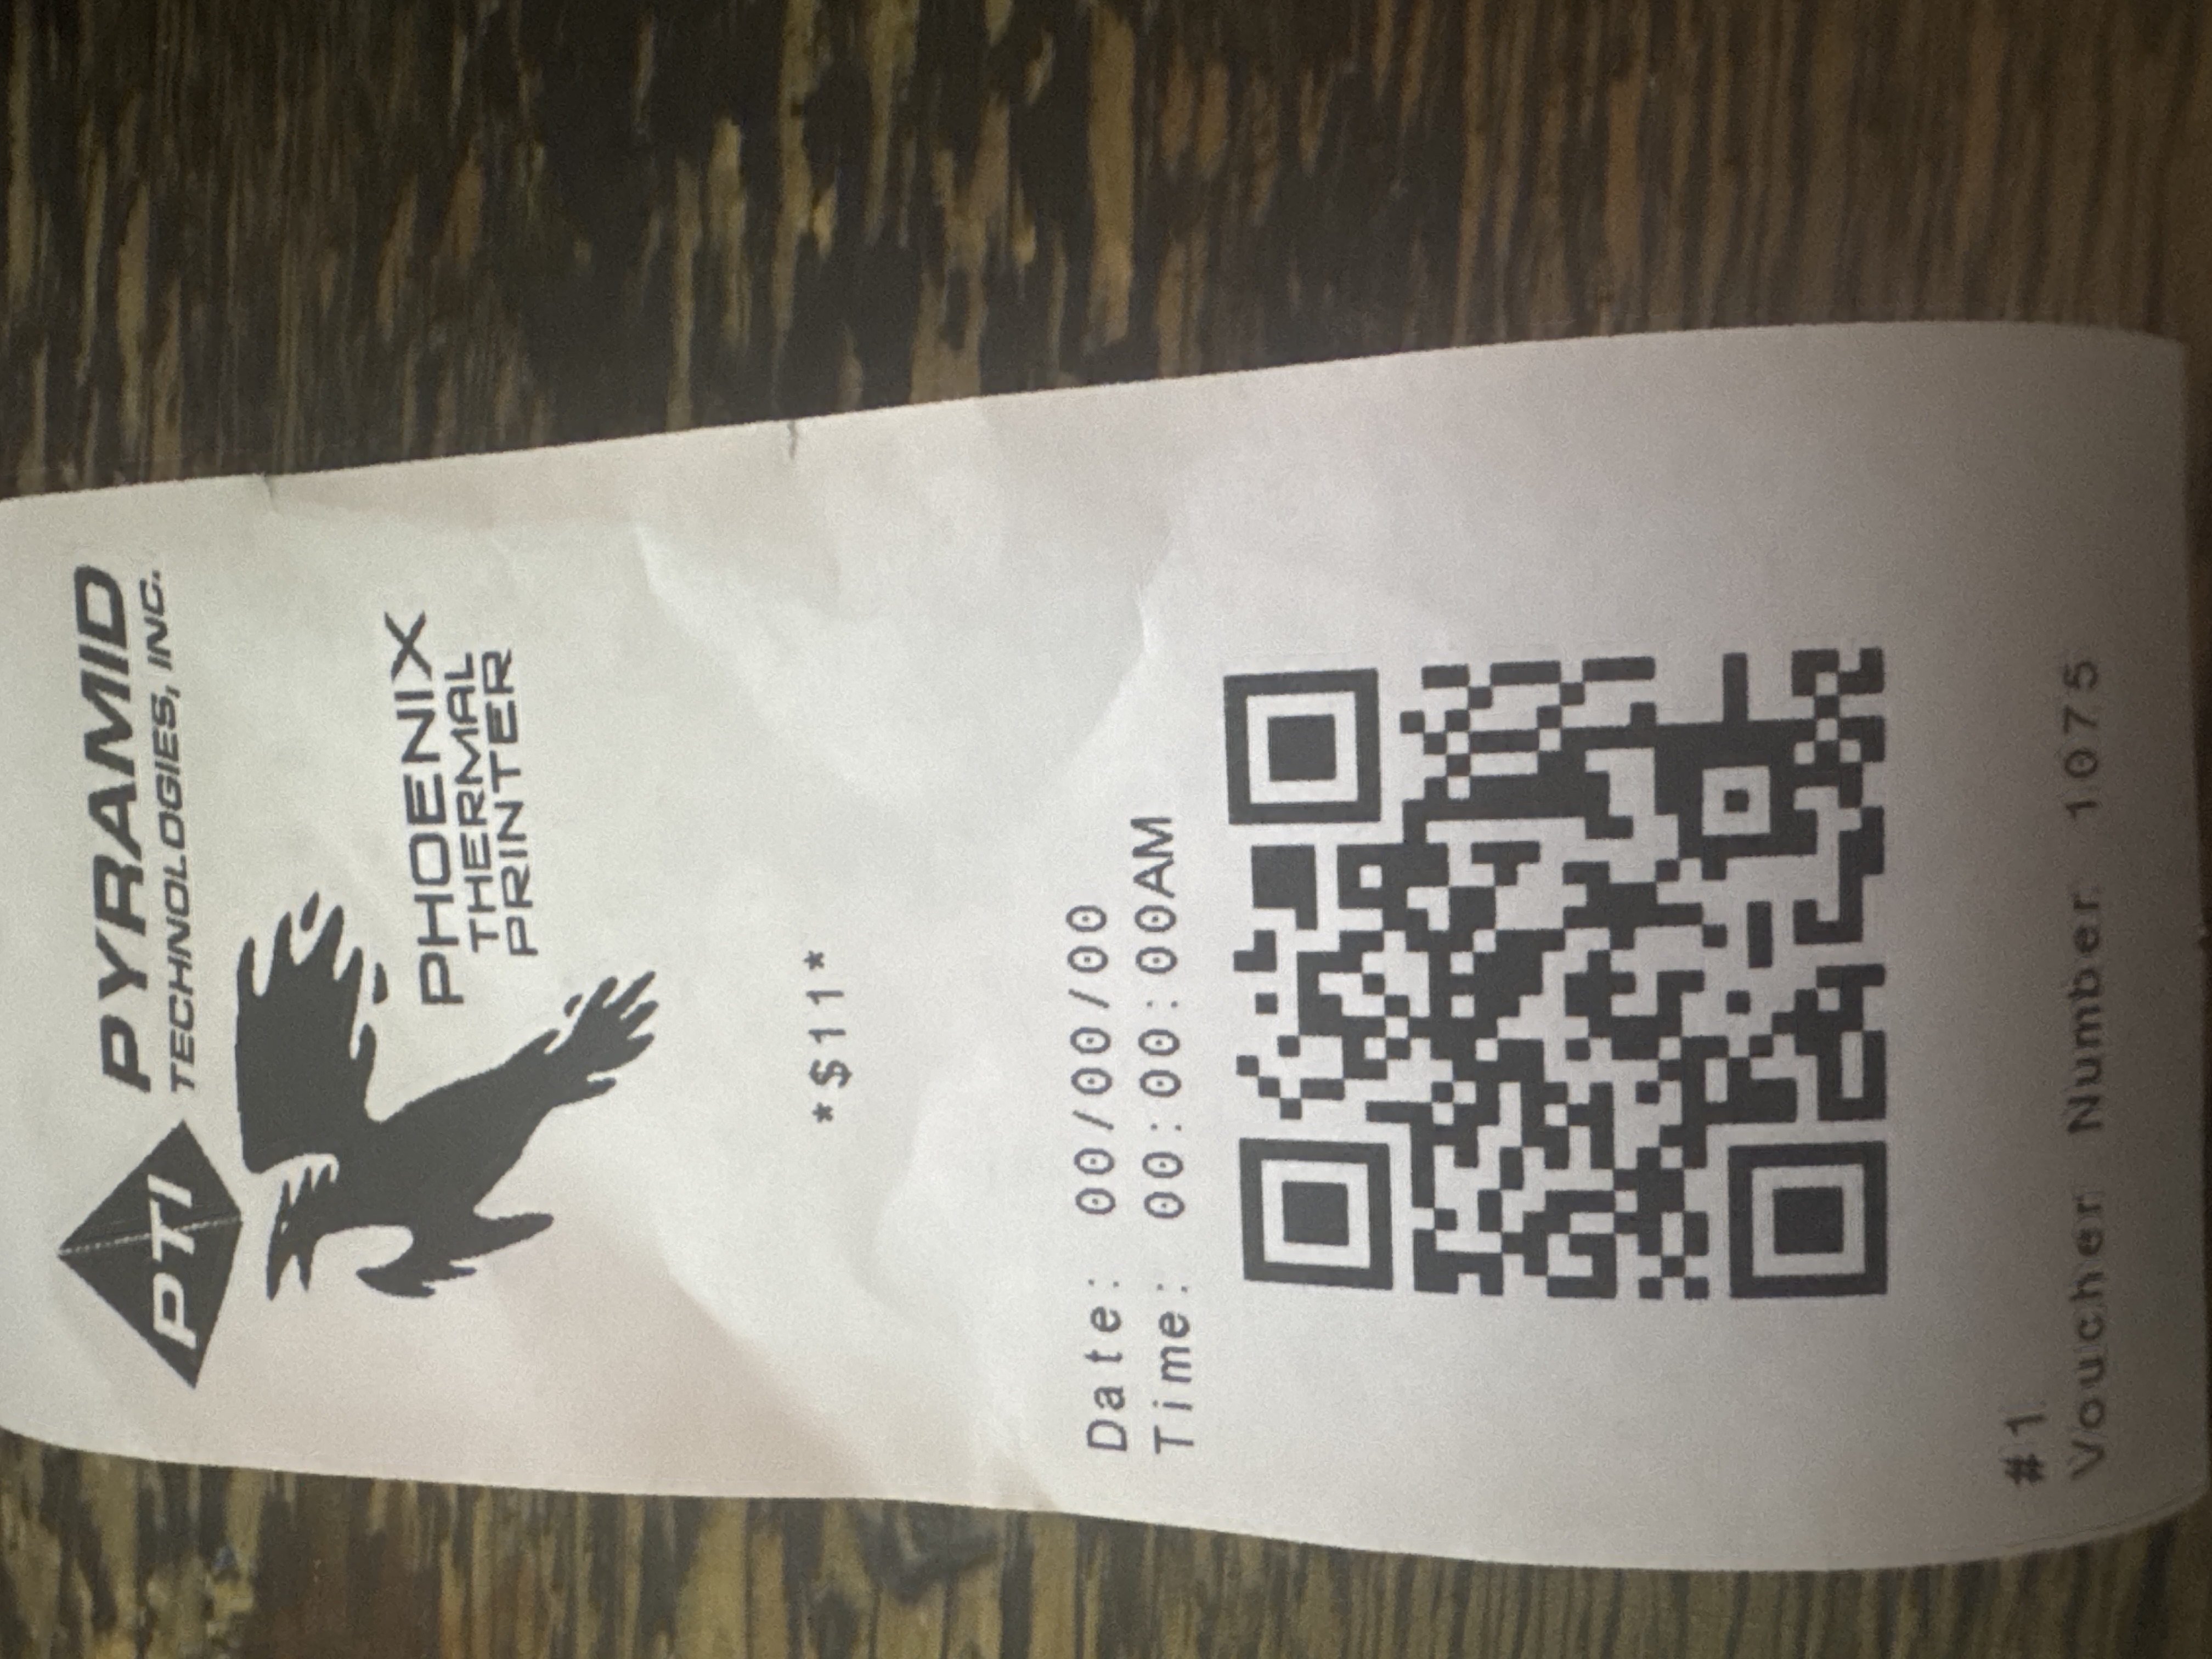 PTI
PYRAMID
TECHNOLOGIES, INC.
PHOENIX
THERMAL
PRINTER
*$11*
Date: 00/00/00
Time: 00:00:00AM
#1
Voucher Number: 1075